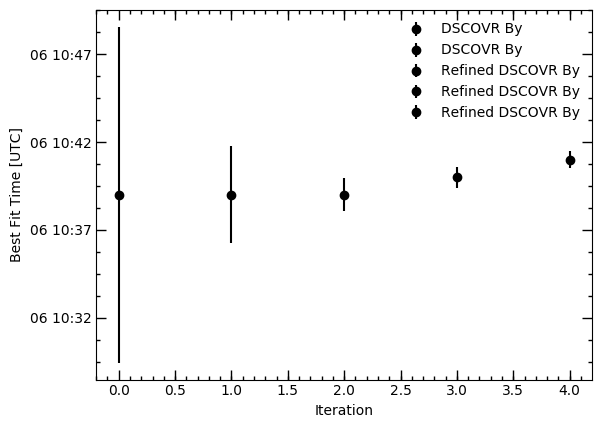 DSCOVR By
DSCOVR By
Refined DSCOVR By
Refined DSCOVR By
Refined DSCOVR By
06 10:47
06 10:42
06 10:37
06 10:32
Best Fit Time [UTC]
0.0 0.5 1.0 1.5 2.0 2.5 3.0 3.5 4.0
Iteration